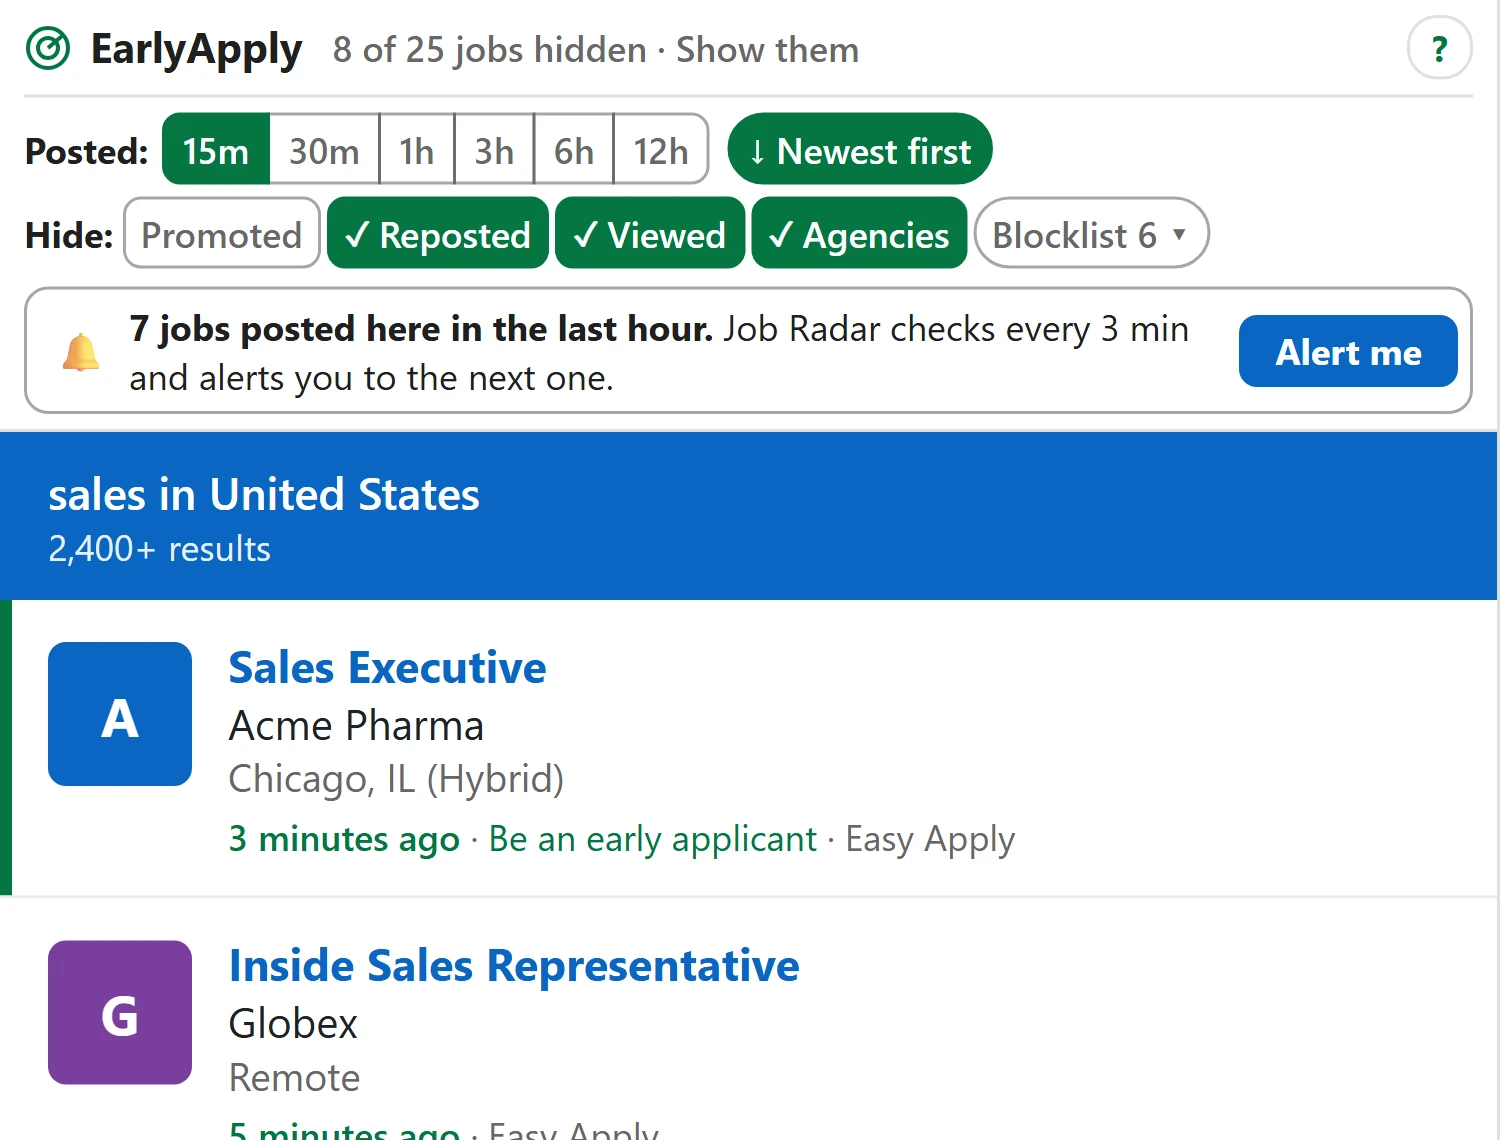 EarlyApply 8 of 25 jobs hidden · Show them ?
Posted: 15m 30m 1h 3h 6h 12h ↓ Newest first
Hide: Promoted ✓ Reposted ✓ Viewed ✓ Agencies Blocklist 6 ▼
7 jobs posted here in the last hour. Job Radar checks every 3 min
and alerts you to the next one.
Alert me
sales in United States
2,400+ results
A
Sales Executive
Acme Pharma
Chicago, IL (Hybrid)
3 minutes ago · Be an early applicant · Easy Apply
G
Inside Sales Representative
Globex
Remote
5 minutes ago · Easy Apply